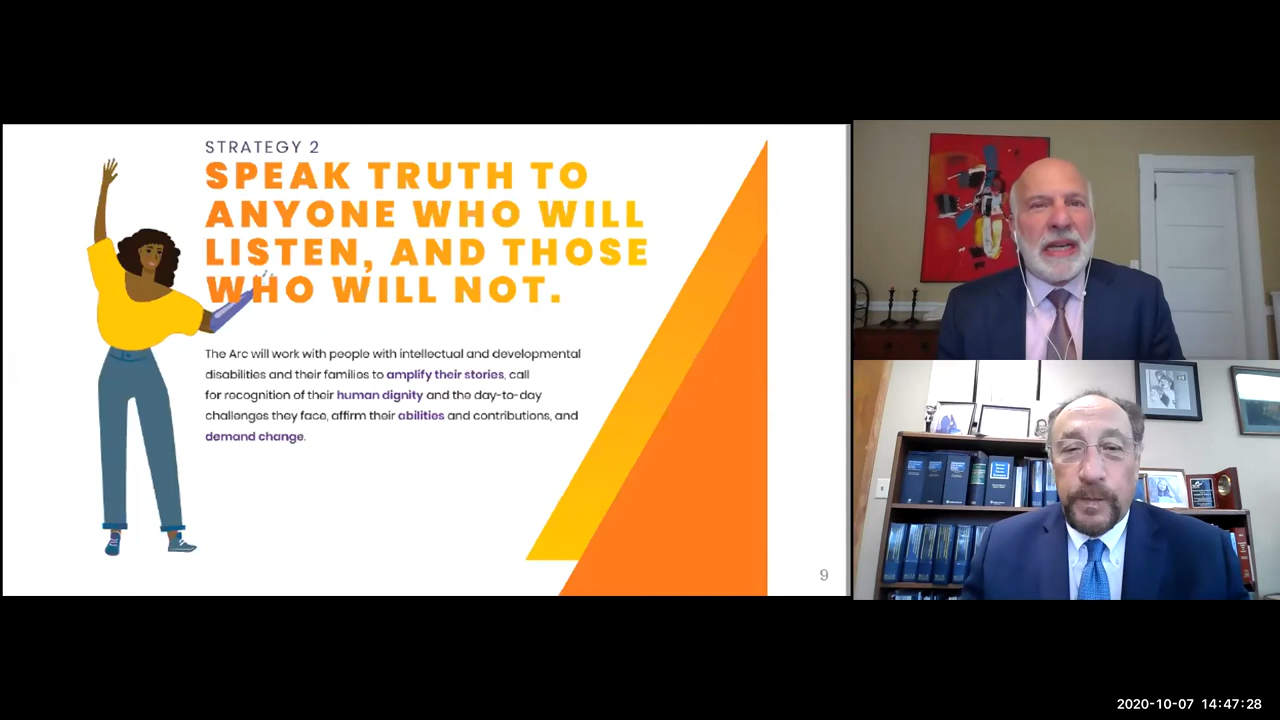 STRATEGY 2
SPEAK TRUTH TO
ANYONE WHO WILL
LISTEN, AND THOSE
WHO WILL NOT.
The Arc will work with people with intellectual and developmental
disabilities and their families to amplify their stories, call
for recognition of their human dignity and the day-to-day
challenges they face, affirm their abilities and contributions, and
demand change.
9
2020-10-07 14:47:28